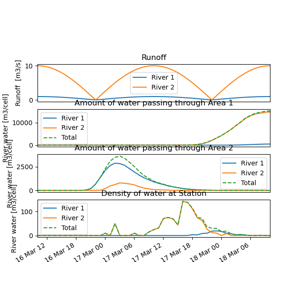 Runoff
Runoff [m3/s]
10
0
River 1
River 2
Amount of water passing through Area 1
River water [m3/cell]
10000
0
River 1
River 2
Total
Amount of water passing through Area 2
River water [m3/cell]
2500
0
River 1
River 2
Total
Density of water at Station
River water [m3/cell]
100
0
River 1
River 2
Total
16 Mar 12
16 Mar 18
17 Mar 00
17 Mar 06
17 Mar 12
17 Mar 18
18 Mar 00
18 Mar 06